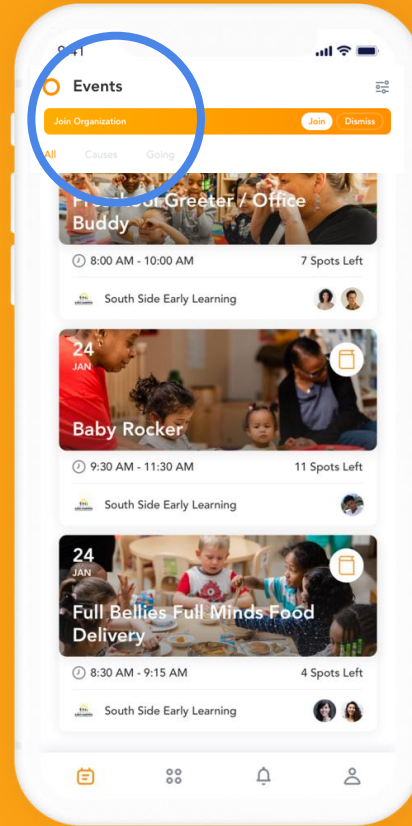 9:41
Events
Join Organization
Join
Dismiss
All
Causes
Going
Preschool Greeter / Office
Buddy
8:00 AM - 10:00 AM
7 Spots Left
South Side Early Learning
24
JAN
Baby Rocker
9:30 AM - 11:30 AM
11 Spots Left
South Side Early Learning
24
JAN
Full Bellies Full Minds Food
Delivery
8:30 AM - 9:15 AM
4 Spots Left
South Side Early Learning